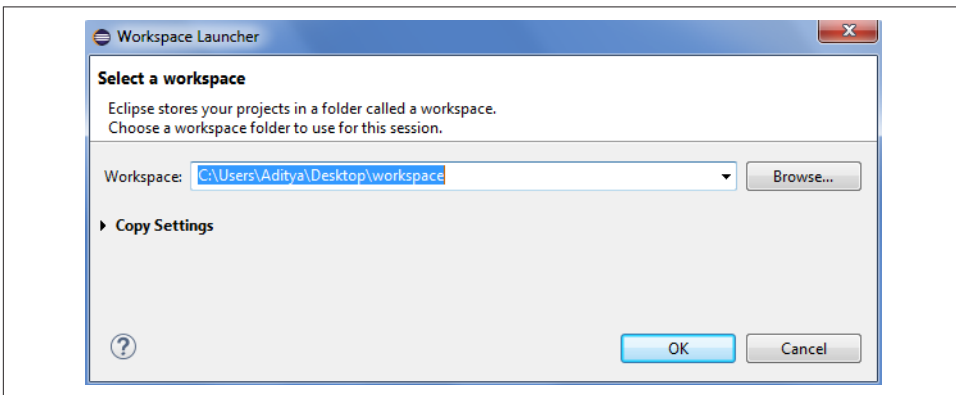 Workspace Launcher
Select a workspace
Eclipse stores your projects in a folder called a workspace.
Choose a workspace folder to use for this session.
Workspace: C:\Users\Aditya\Desktop\workspace Browse...
Copy Settings
? OK Cancel